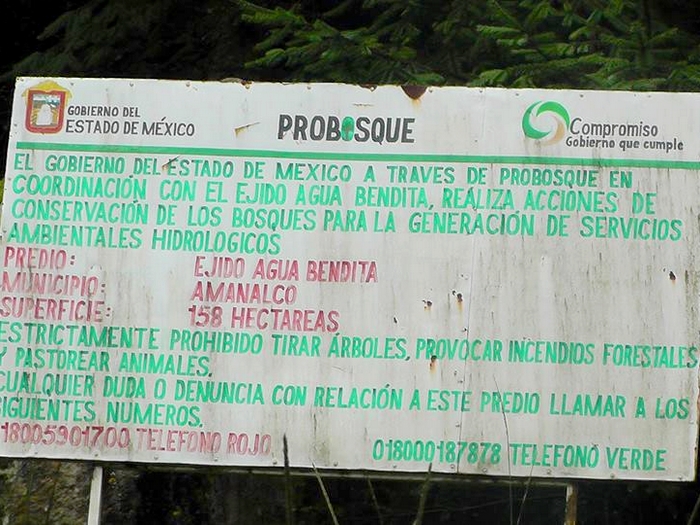 GOBIERNO DEL
ESTADO DE MÉXICO
PROBOSQUE
Compromiso
Gobierno que cumple
EL GOBIERNO DEL ESTADO DE MEXICO A TRAVES DE PROBOSQUE EN
COORDINACIÓN CON EL EJIDO AGUA BENDITA, REALIZA ACCIONES DE
CONSERVACIÓN DE LOS BOSQUES PARA LA GENERACIÓN DE SERVICIOS
AMBIENTALES HIDROLOGICOS
PREDIO: EJIDO AGUA BENDITA
MUNICIPIO: AMANALCO
SUPERFICIE: 158 HECTAREAS
ESTRICTAMENTE PROHIBIDO TIRAR ÁRBOLES, PROVOCAR INCENDIOS FORESTALES
Y PASTOREAR ANIMALES.
CUALQUIER DUDA O DENUNCIA CON RELACIÓN A ESTE PREDIO LLAMAR A LOS
SIGUIENTES NUMEROS.
18005901700 TELEFONO ROJO 018000187878 TELEFONO VERDE